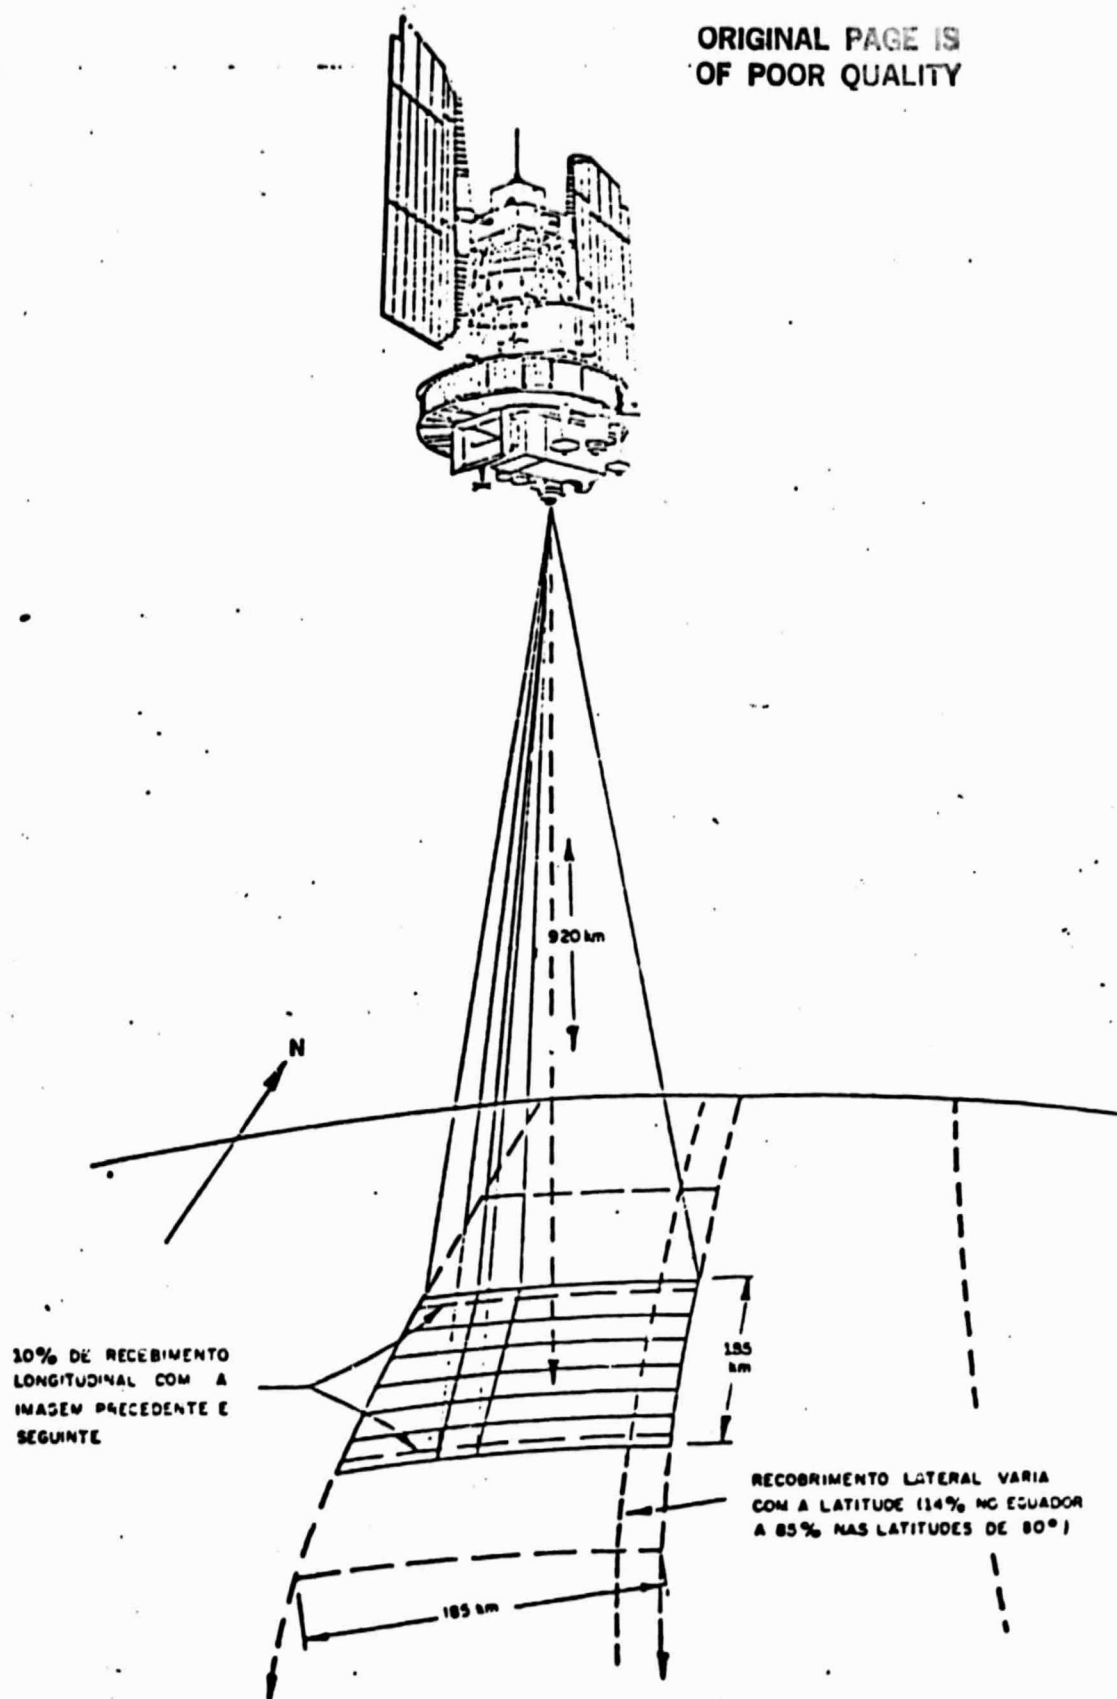 ORIGINAL PAGE IS
OF POOR QUALITY
920 km
N
185
km
10% DE RECEBIMENTO
LONGITUDINAL COM A
IMAGEM PRECEDENTE E
SEGUINTE
RECOBRIMENTO LATERAL VARIA
COM A LATITUDE (14% NO EQUADOR
A 85% NAS LATITUDES DE 80°)
185 km